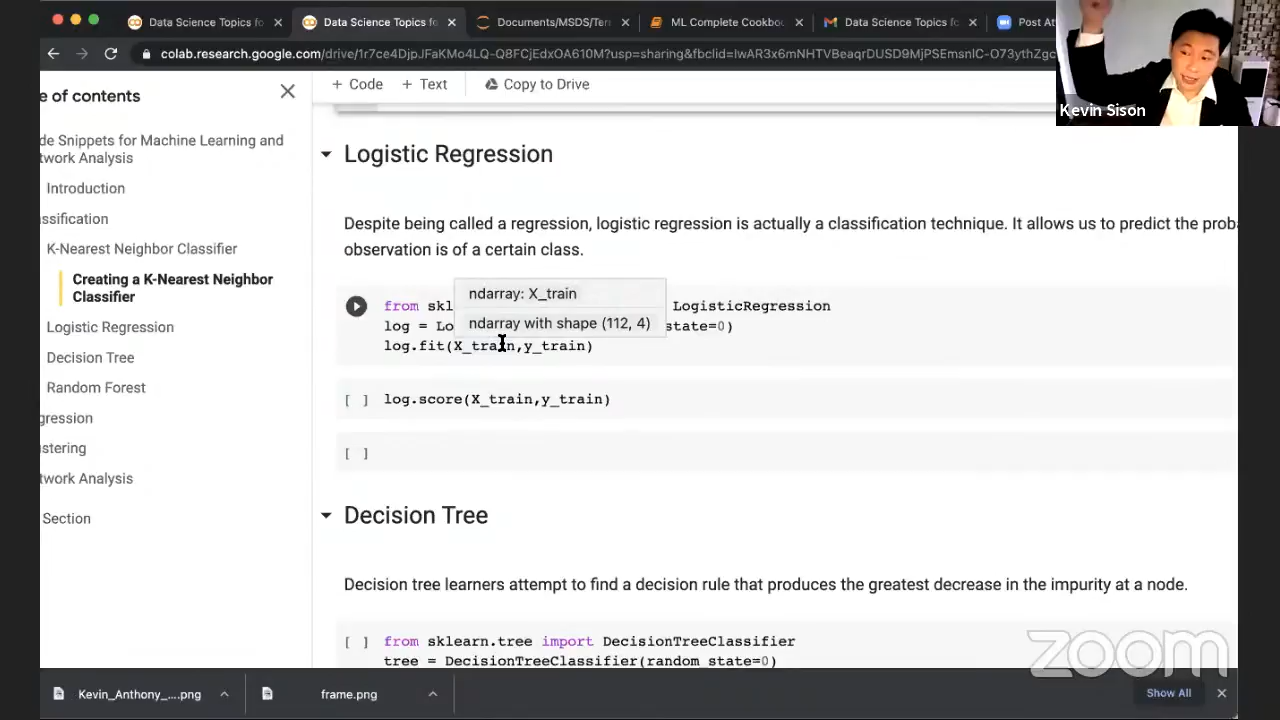 Data Science Topics fo
Data Science Topics fo
Documents/MSDS/Ter
ML Complete Cookbou
Data Science Topics fo
Post At
colab.research.google.com/drive/1r7ce4DjpJFaKMo4LQ-Q8FCjEdxOA610M?usp=sharing&fbclid=IwAR3x6mNHTVBeaqrDUSD9MjPSEmsnlC-O73ythZgc
Kevin Sison
e of contents
+ Code + Text Copy to Drive
de Snippets for Machine Learning and
twork Analysis
Introduction
ssification
K-Nearest Neighbor Classifier
Creating a K-Nearest Neighbor
Classifier
Logistic Regression
Decision Tree
Random Forest
gression
stering
twork Analysis
Section
Logistic Regression
Despite being called a regression, logistic regression is actually a classification technique. It allows us to predict the prob
observation is of a certain class.
ndarray: X_train
ndarray with shape (112, 4)
from skl LogisticRegression
log = Lo state=0)
log.fit(X_train,y_train)
[ ] log.score(X_train,y_train)
[ ]
Decision Tree
Decision tree learners attempt to find a decision rule that produces the greatest decrease in the impurity at a node.
[ ] from sklearn.tree import DecisionTreeClassifier
tree = DecisionTreeClassifier(random_state=0)
zoom
Kevin_Anthony_....png
frame.png
Show All